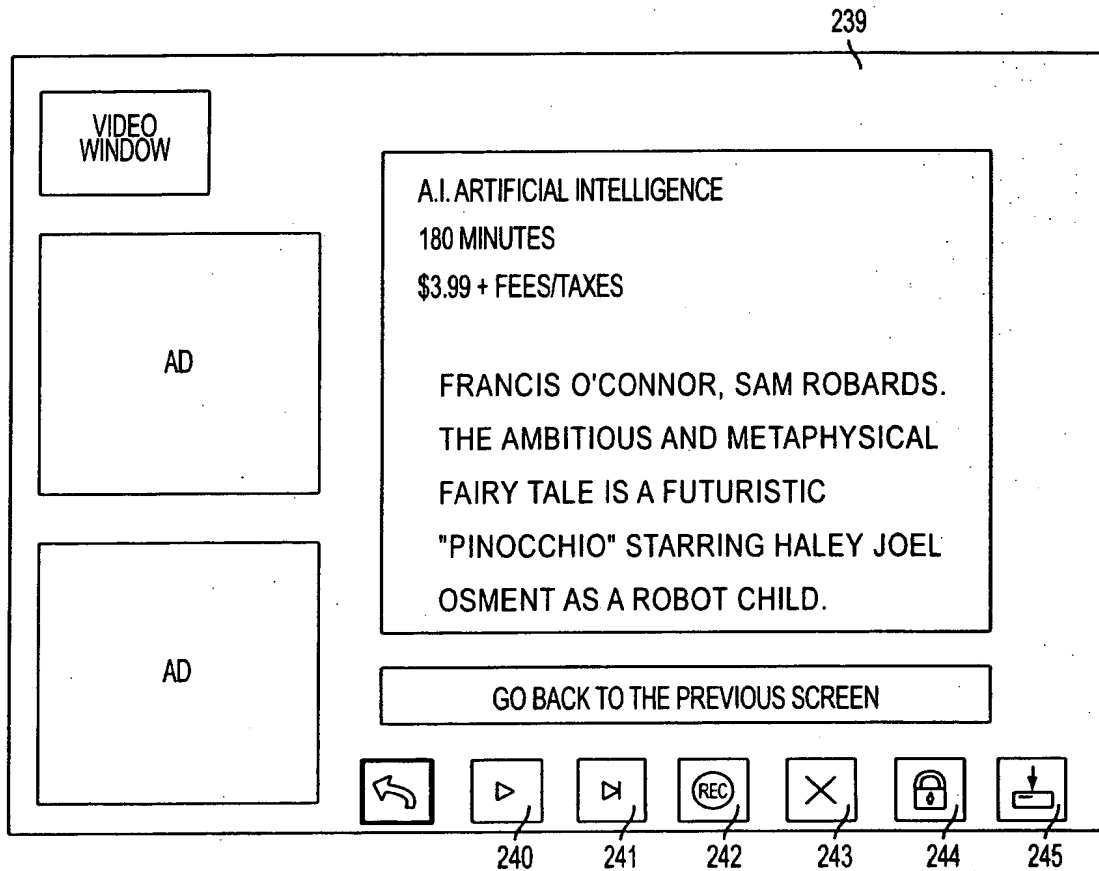 239
VIDEO
WINDOW
A.I. ARTIFICIAL INTELLIGENCE
180 MINUTES
$3.99 + FEES/TAXES
AD
FRANCIS O'CONNOR, SAM ROBARDS.
THE AMBITIOUS AND METAPHYSICAL
FAIRY TALE IS A FUTURISTIC
"PINOCCHIO" STARRING HALEY JOEL
OSMENT AS A ROBOT CHILD.
AD
GO BACK TO THE PREVIOUS SCREEN
REC
240 241 242 243 244 245